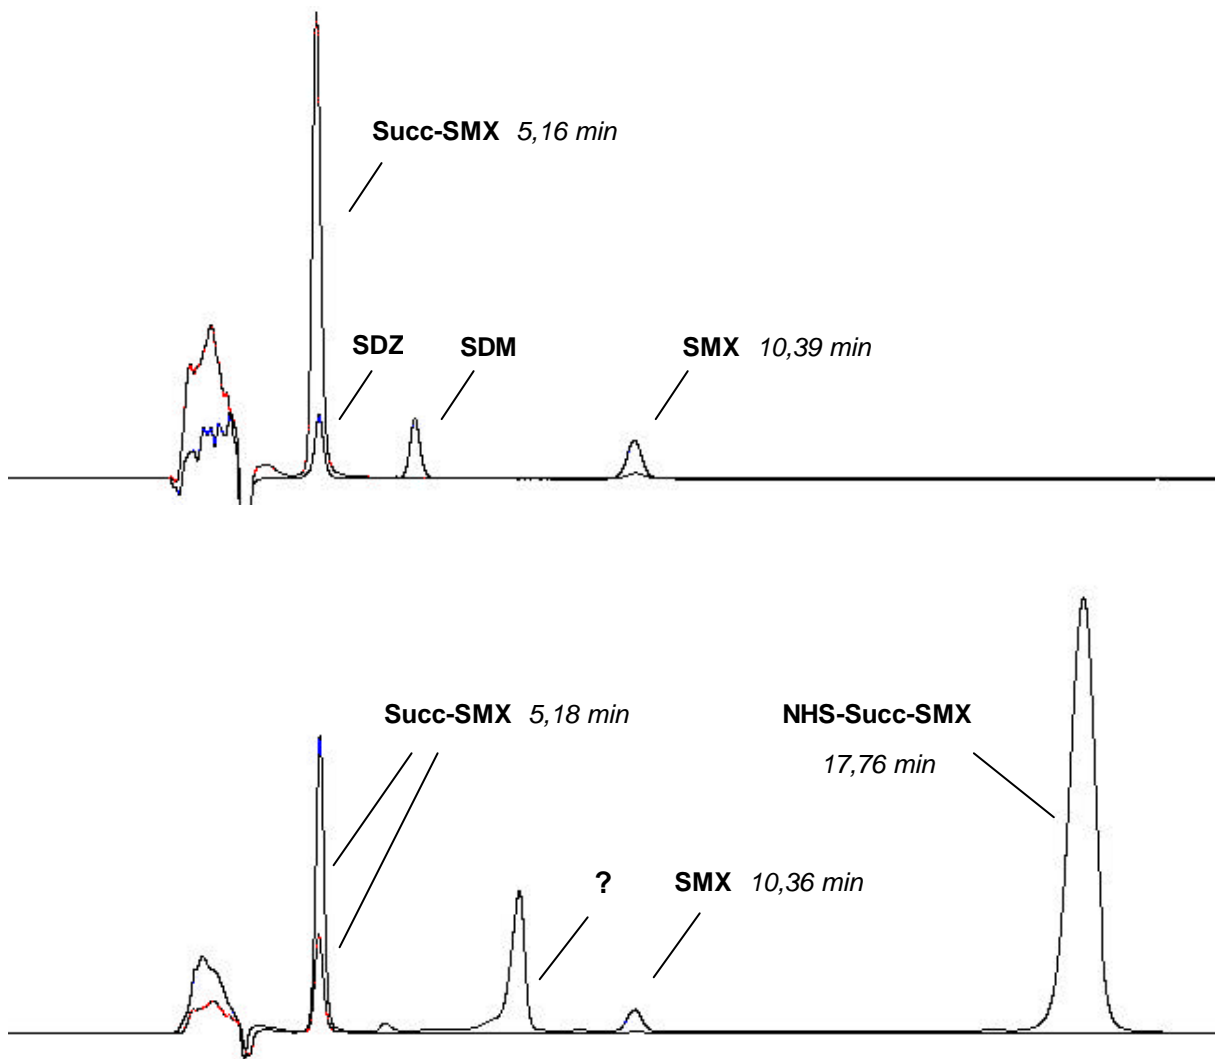 Succ-SMX 5,16 min
SDZ SDM SMX 10,39 min
Succ-SMX 5,18 min NHS-Succ-SMX
17,76 min
? SMX 10,36 min